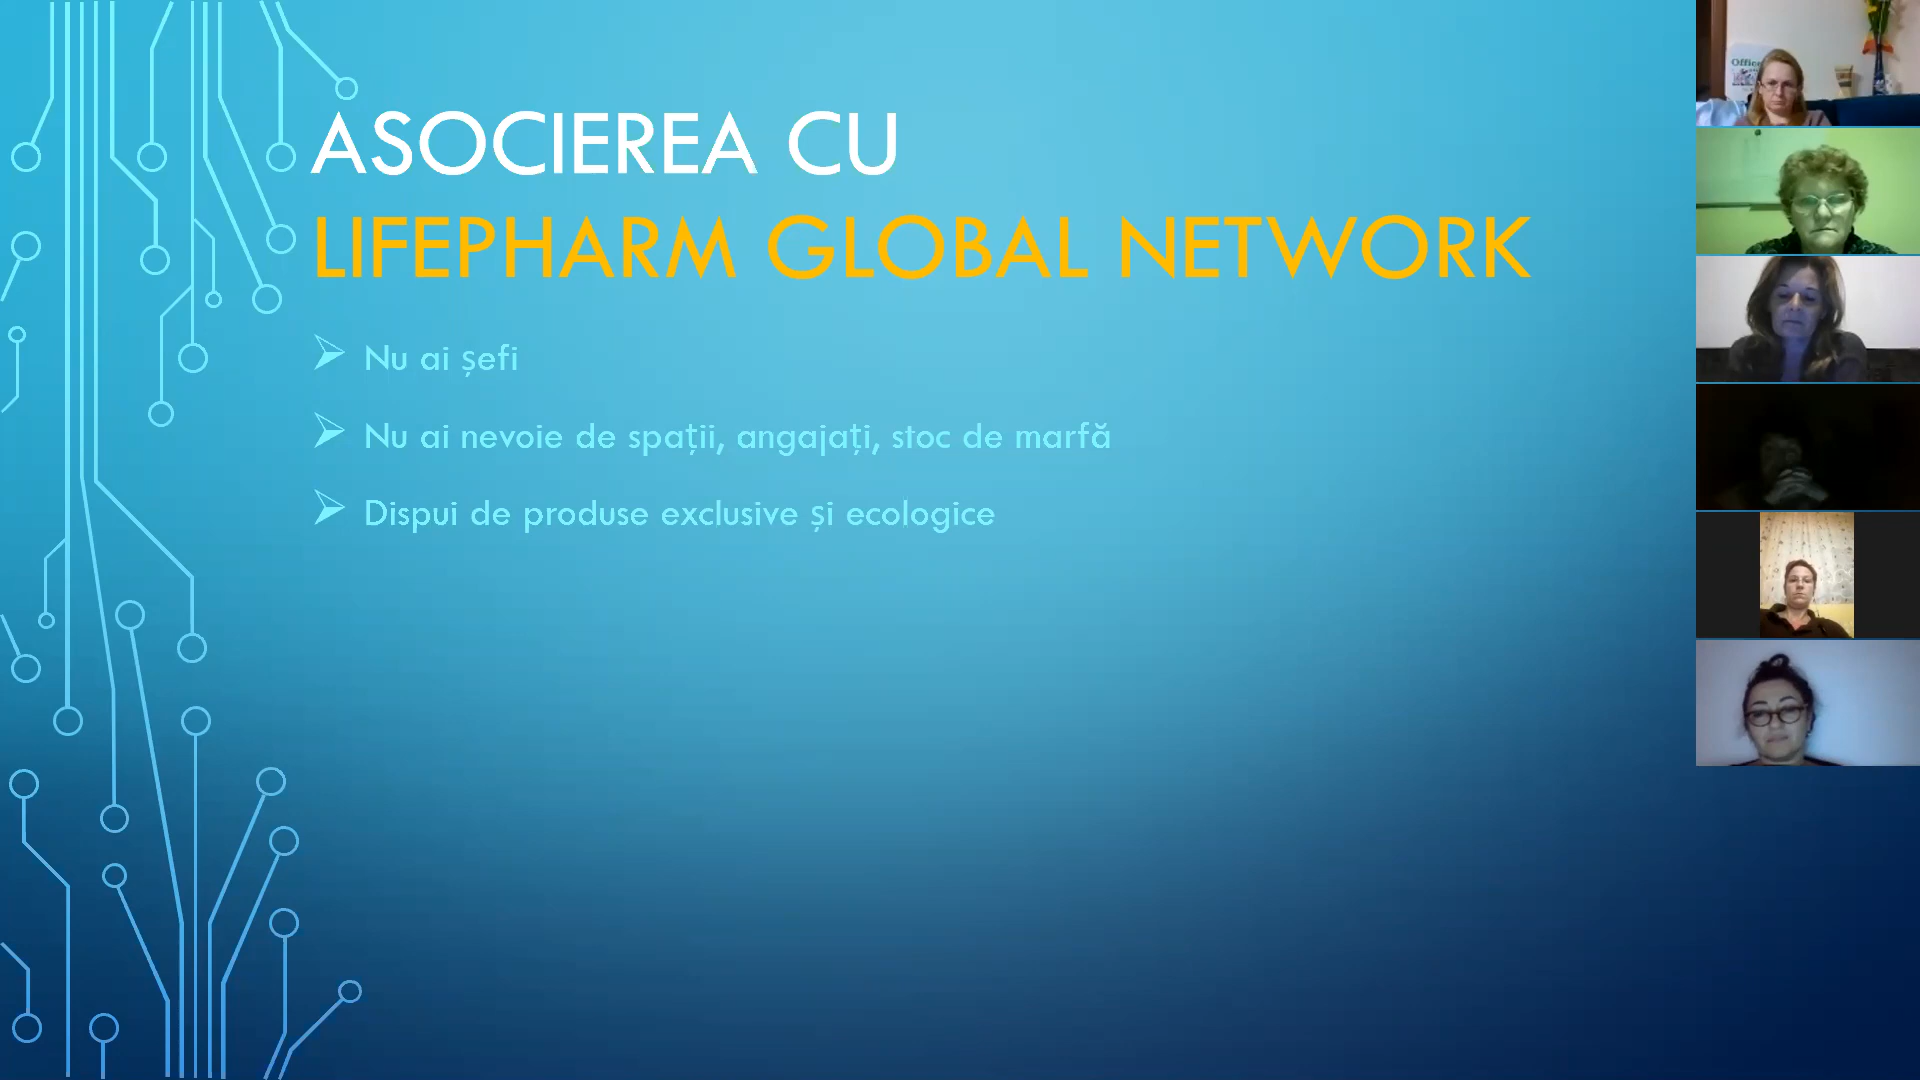 ASOCIEREA CU
LIFEPHARM GLOBAL NETWORK
Nu ai șefi
Nu ai nevoie de spații, angajați, stoc de marfă
Dispui de produse exclusive și ecologice
Office